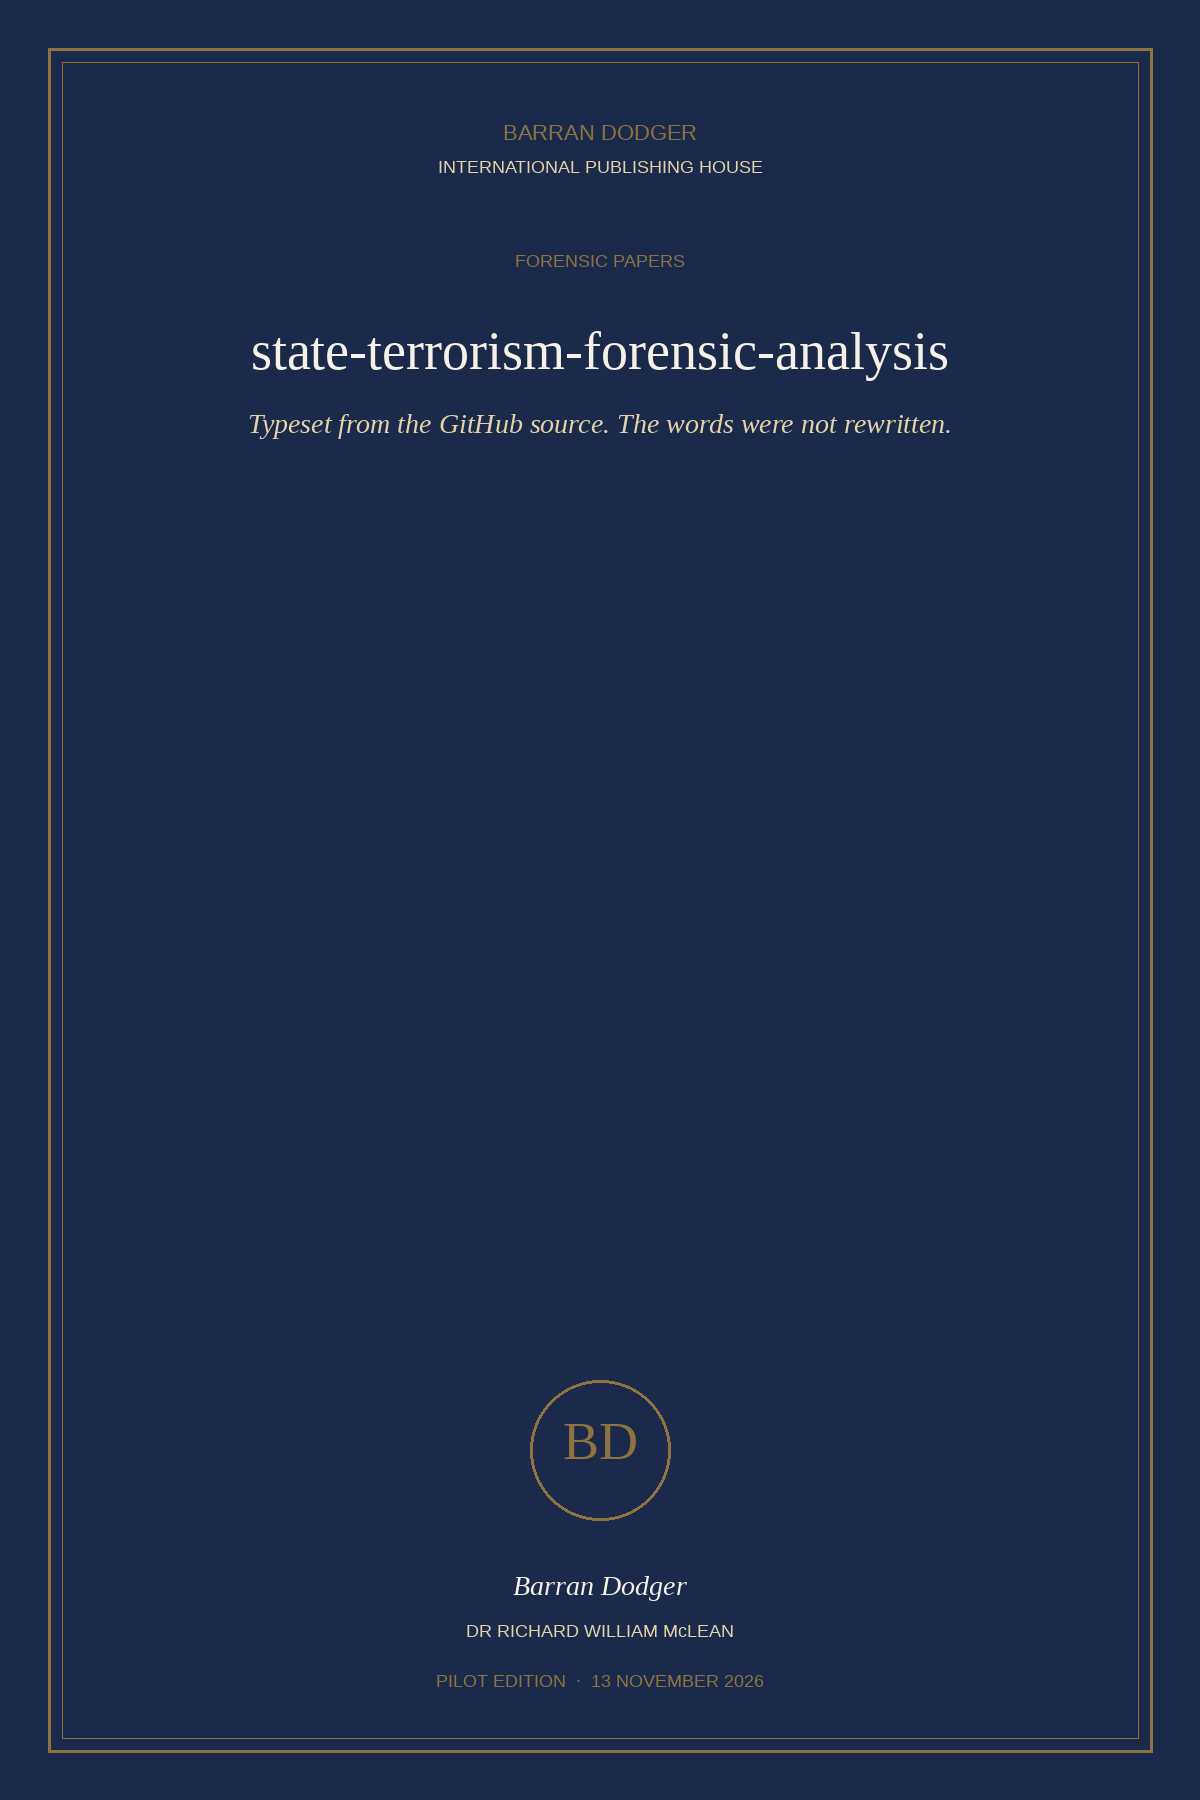 BARRAN DODGER
INTERNATIONAL PUBLISHING HOUSE
FORENSIC PAPERS
state-terrorism-forensic-analysis
Typeset from the GitHub source. The words were not rewritten.
BD
Barran Dodger
DR RICHARD WILLIAM McLEAN
PILOT EDITION · 13 NOVEMBER 2026